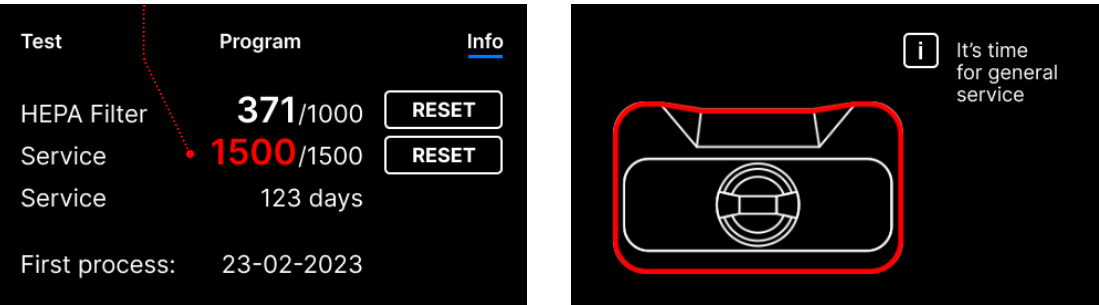 Test Program Info
HEPA Filter 371/1000 RESET
Service 1500/1500 RESET
Service 123 days
First process: 23-02-2023
i It's time
for general
service